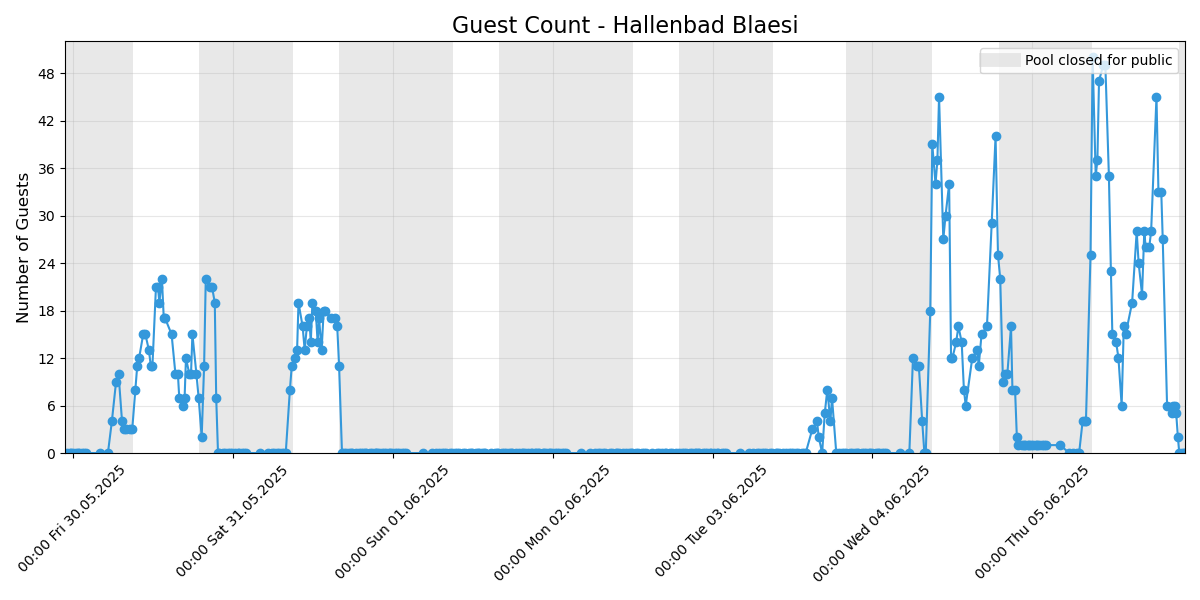 Guest Count - Hallenbad Blaesi
Pool closed for public
Number of Guests
48
42
36
30
24
18
12
6
0
00:00 Fri 30.05.2025
00:00 Sat 31.05.2025
00:00 Sun 01.06.2025
00:00 Mon 02.06.2025
00:00 Tue 03.06.2025
00:00 Wed 04.06.2025
00:00 Thu 05.06.2025